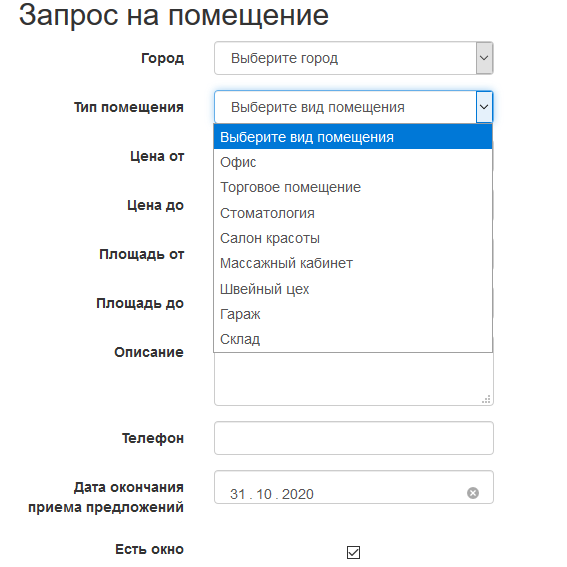 Запрос на помещение
Город Выберите город
Тип помещения Выберите вид помещения
Выберите вид помещения
Цена от Офис
Торговое помещение
Цена до Стоматология
Салон красоты
Площадь от Массажный кабинет
Швейный цех
Площадь до Гараж
Склад
Описание
Телефон
Дата окончания
приема предложений 31 . 10 . 2020
Есть окно